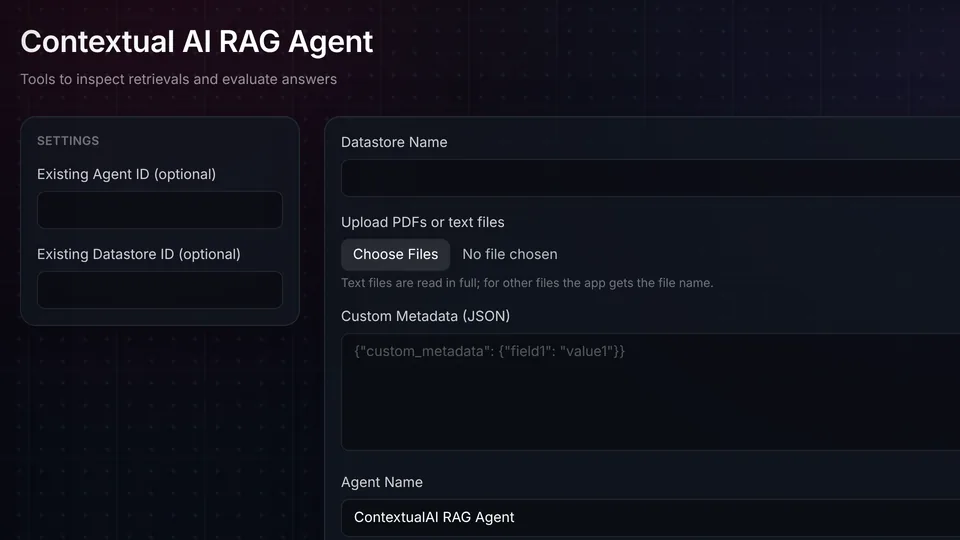 Contextual AI RAG Agent
Tools to inspect retrievals and evaluate answers
SETTINGS
Existing Agent ID (optional)
Existing Datastore ID (optional)
Datastore Name
Upload PDFs or text files
Choose Files No file chosen
Text files are read in full; for other files the app gets the file name.
Custom Metadata (JSON)
{"custom_metadata": {"field1": "value1"}}
Agent Name
ContextualAI RAG Agent